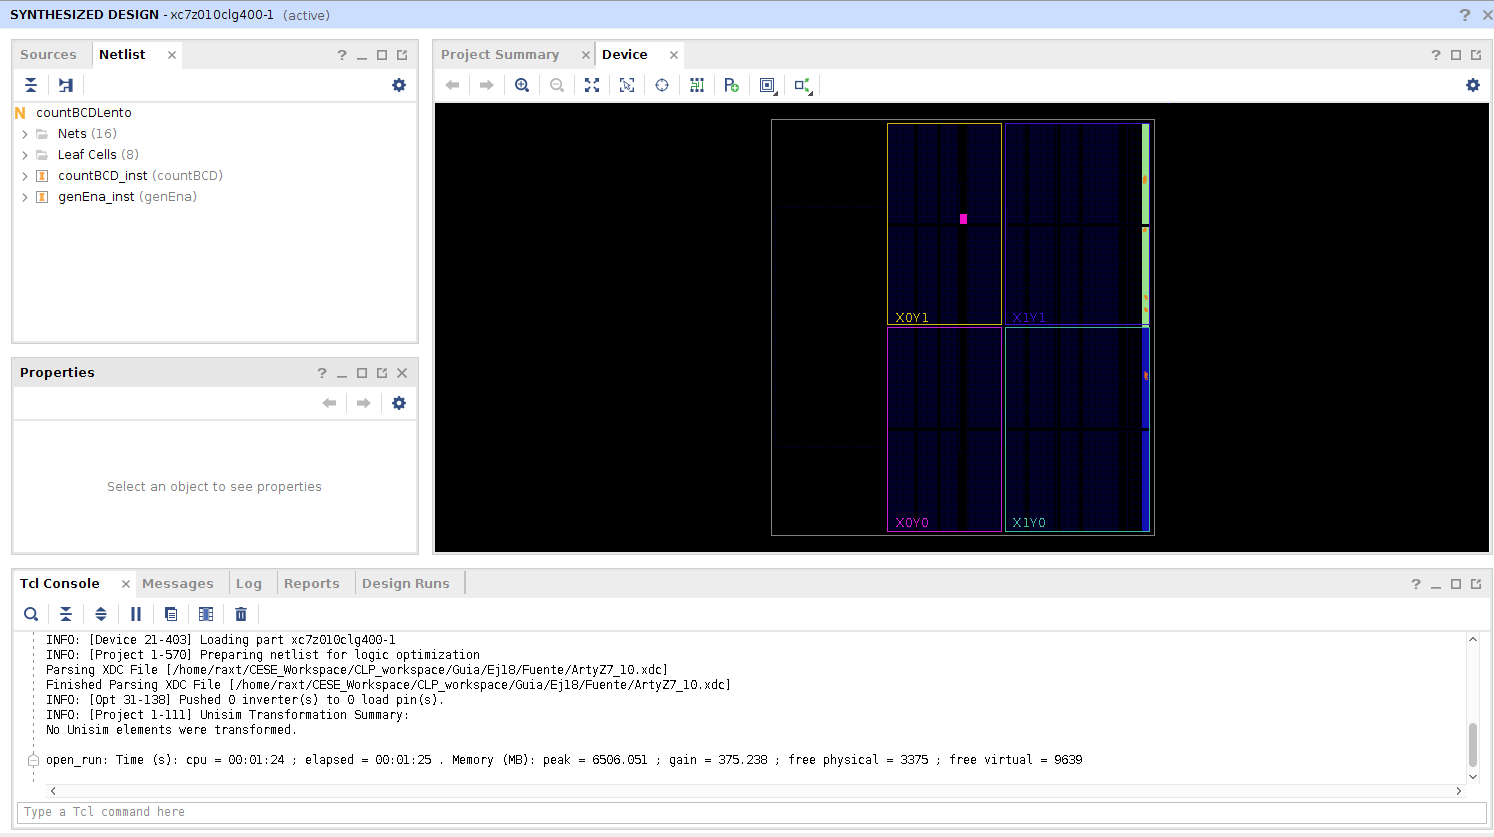 SYNTHESIZED DESIGN - xc7z010clg400-1 (active)
Sources Netlist
countBCDLento
Nets (16)
Leaf Cells (8)
countBCD_inst (countBCD)
genEna_inst (genEna)
Properties
Select an object to see properties
Project Summary Device
X0Y1 X1Y1
X0Y0 X1Y0
Tcl Console Messages Log Reports Design Runs
INFO: [Device 21-403] Loading part xc7z010clg400-1
INFO: [Project 1-570] Preparing netlist for logic optimization
Parsing XDC File [/home/raxt/CESE_Workspace/CLP_workspace/Guia/Ej18/Fuente/ArtyZ7_10.xdc]
Finished Parsing XDC File [/home/raxt/CESE_Workspace/CLP_workspace/Guia/Ej18/Fuente/ArtyZ7_10.xdc]
INFO: [Opt 31-138] Pushed 0 inverter(s) to 0 load pin(s).
INFO: [Project 1-111] Unisim Transformation Summary:
No Unisim elements were transformed.
open_run: Time (s): cpu = 00:01:24 ; elapsed = 00:01:25 . Memory (MB): peak = 6506.051 ; gain = 375.238 ; free physical = 3375 ; free virtual = 9639
Type a Tcl command here